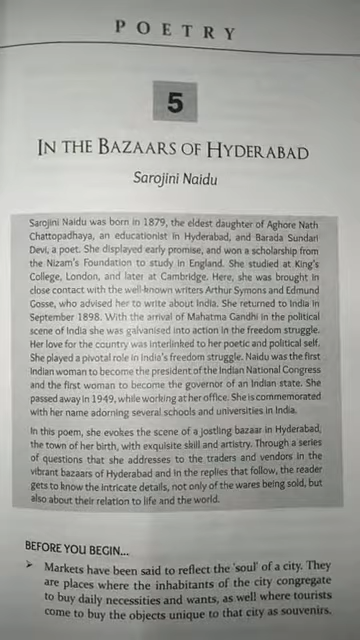 POETRY
5
IN THE BAZAARS OF HYDERABAD
Sarojini Naidu
Sarojini Naidu was born in 1879, the eldest daughter of Aghore Nath
Chattopadhaya, an educationist in Hyderabad, and Barada Sundari
Devi, a poet. She displayed early promise, and won a scholarship from
the Nizam's Foundation to study in England. She studied at King's
College, London, and later at Cambridge. Here, she was brought in
close contact with the well-known writers Arthur Symons and Edmund
Gosse, who advised her to write about India. She returned to India in
September 1898. With the arrival of Mahatma Gandhi in the political
scene of India she was galvanised into action in the freedom struggle.
Her love for the country was interlinked to her poetic and political self.
She played a pivotal role in India's freedom struggle. Naidu was the first
Indian woman to become the president of the Indian National Congress
and the first woman to become the governor of an Indian state. She
passed away in 1949, while working at her office. She is commemorated
with her name adorning several schools and universities in India.
In this poem, she evokes the scene of a jostling bazaar in Hyderabad,
the town of her birth, with exquisite skill and artistry. Through a series
of questions that she addresses to the traders and vendors in the
vibrant bazaars of Hyderabad and in the replies that follow, the reader
gets to know the intricate details, not only of the wares being sold, but
also about their relation to life and the world.
BEFORE YOU BEGIN...
➤ Markets have been said to reflect the 'soul' of a city. They
are places where the inhabitants of the city congregate
to buy daily necessities and wants, as well where tourists
come to buy the objects unique to that city as souvenirs.